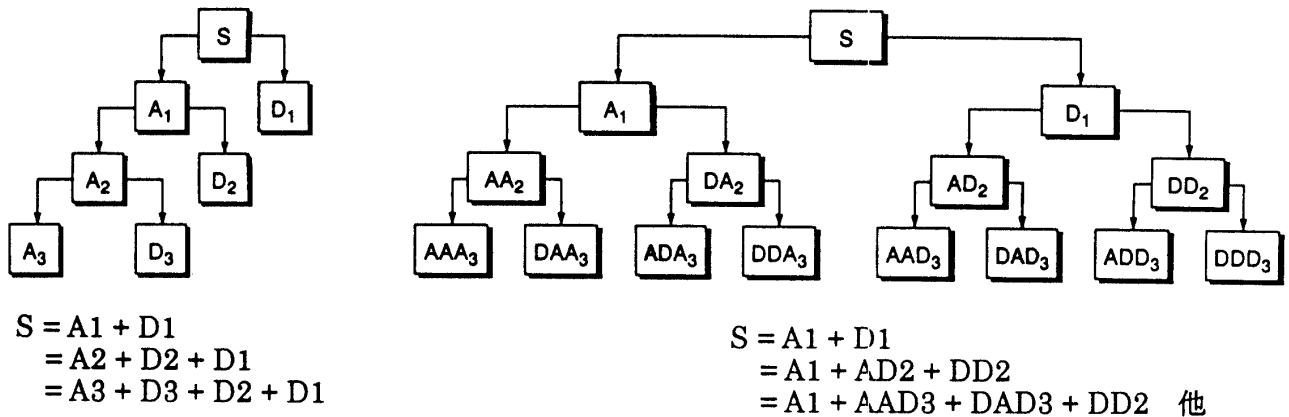 S
A₁ D₁
A₂ D₂
A₃ D₃
S = A1 + D1
= A2 + D2 + D1
= A3 + D3 + D2 + D1
S
A₁ D₁
AA₂ DA₂ AD₂ DD₂
AAA₃ DAA₃ ADA₃ DDA₃ AAD₃ DAD₃ ADD₃ DDD₃
S = A1 + D1
= A1 + AD2 + DD2
= A1 + AAD3 + DAD3 + DD2 他